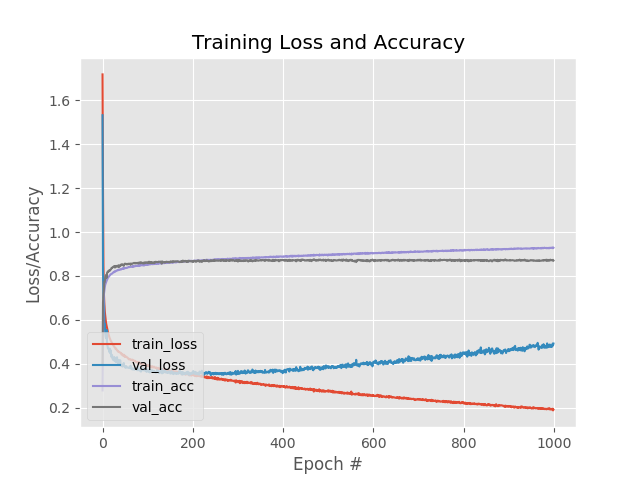 Training Loss and Accuracy
Loss/Accuracy
1.6
1.4
1.2
1.0
0.8
0.6
0.4
0.2
train_loss
val_loss
train_acc
val_acc
0
200
400
600
800
1000
Epoch #